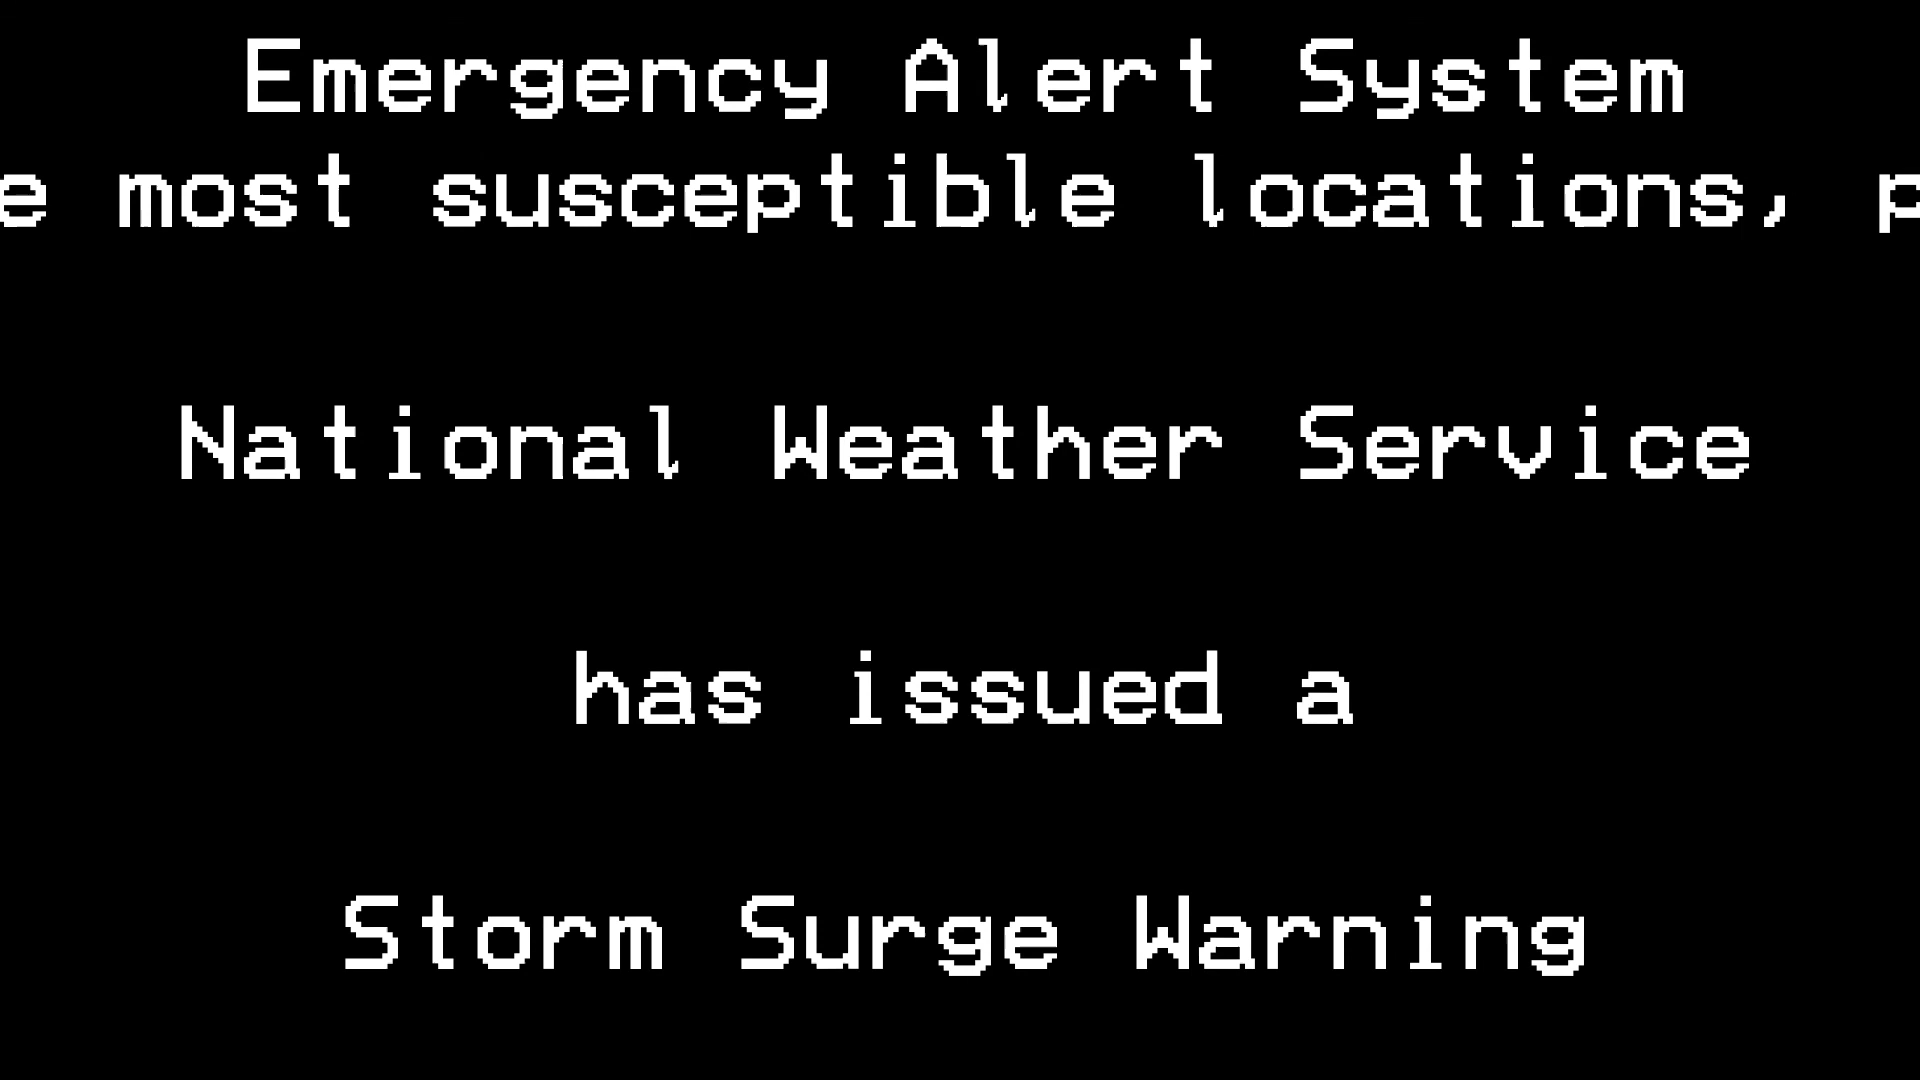 Emergency Alert System
e most susceptible locations, p
National Weather Service
has issued a
Storm Surge Warning